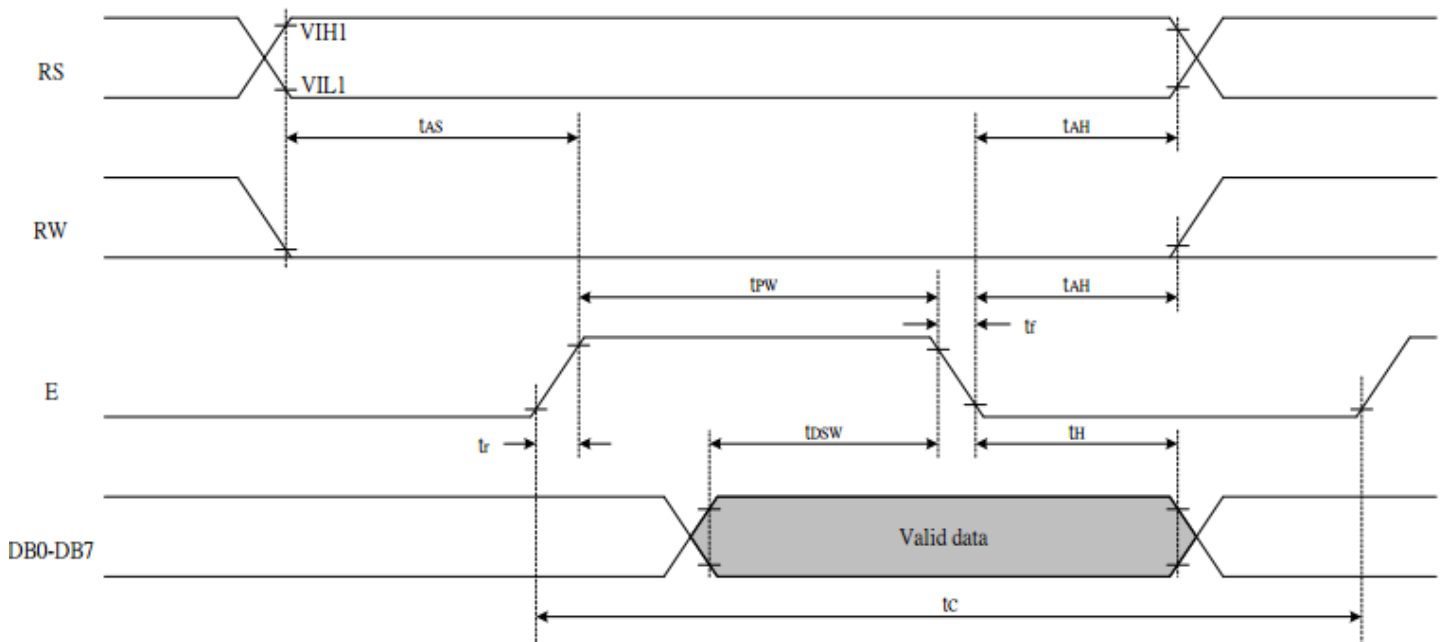 VIH1
RS
VIL1
tAS
tAH
RW
tPW
tAH
tf
E
tr
tDSW
tH
DB0-DB7
Valid data
tC